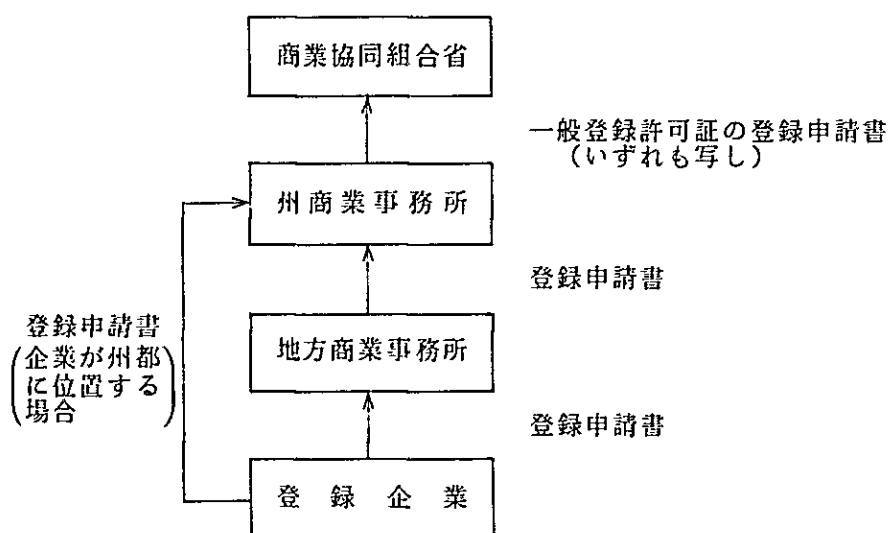 商業協同組合省
一般登録許可証の登録申請書
(いずれも写し)
州商業事務所
登録申請書
登録申請書
(企業が州都
に位置する
場合)
地方商業事務所
登録申請書
登録企業